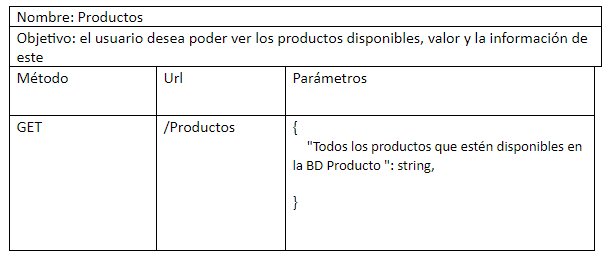 Nombre: Productos
Objetivo: el usuario desea poder ver los productos disponibles, valor y la información de
este
Método Url Parámetros
GET /Productos {
"Todos los productos que estén disponibles en
la BD Producto ": string,
}